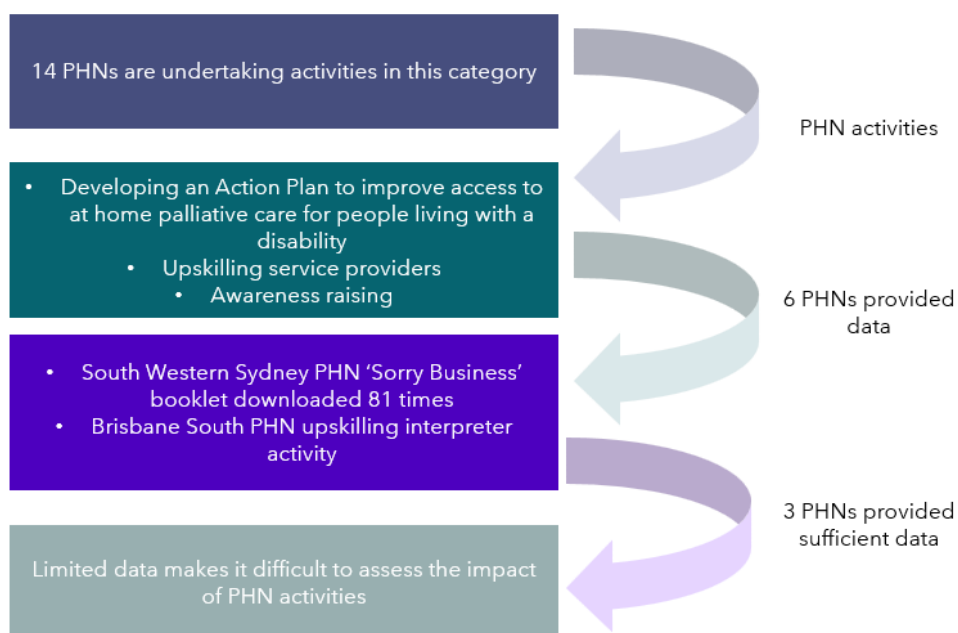 14 PHNs are undertaking activities in this category
PHN activities
• Developing an Action Plan to improve access to
at home palliative care for people living with a
disability
• Upskilling service providers
• Awareness raising
6 PHNs provided
data
• South Western Sydney PHN ‘Sorry Business’
booklet downloaded 81 times
• Brisbane South PHN upskilling interpreter
activity
3 PHNs provided
sufficient data
Limited data makes it difficult to assess the impact
of PHN activities